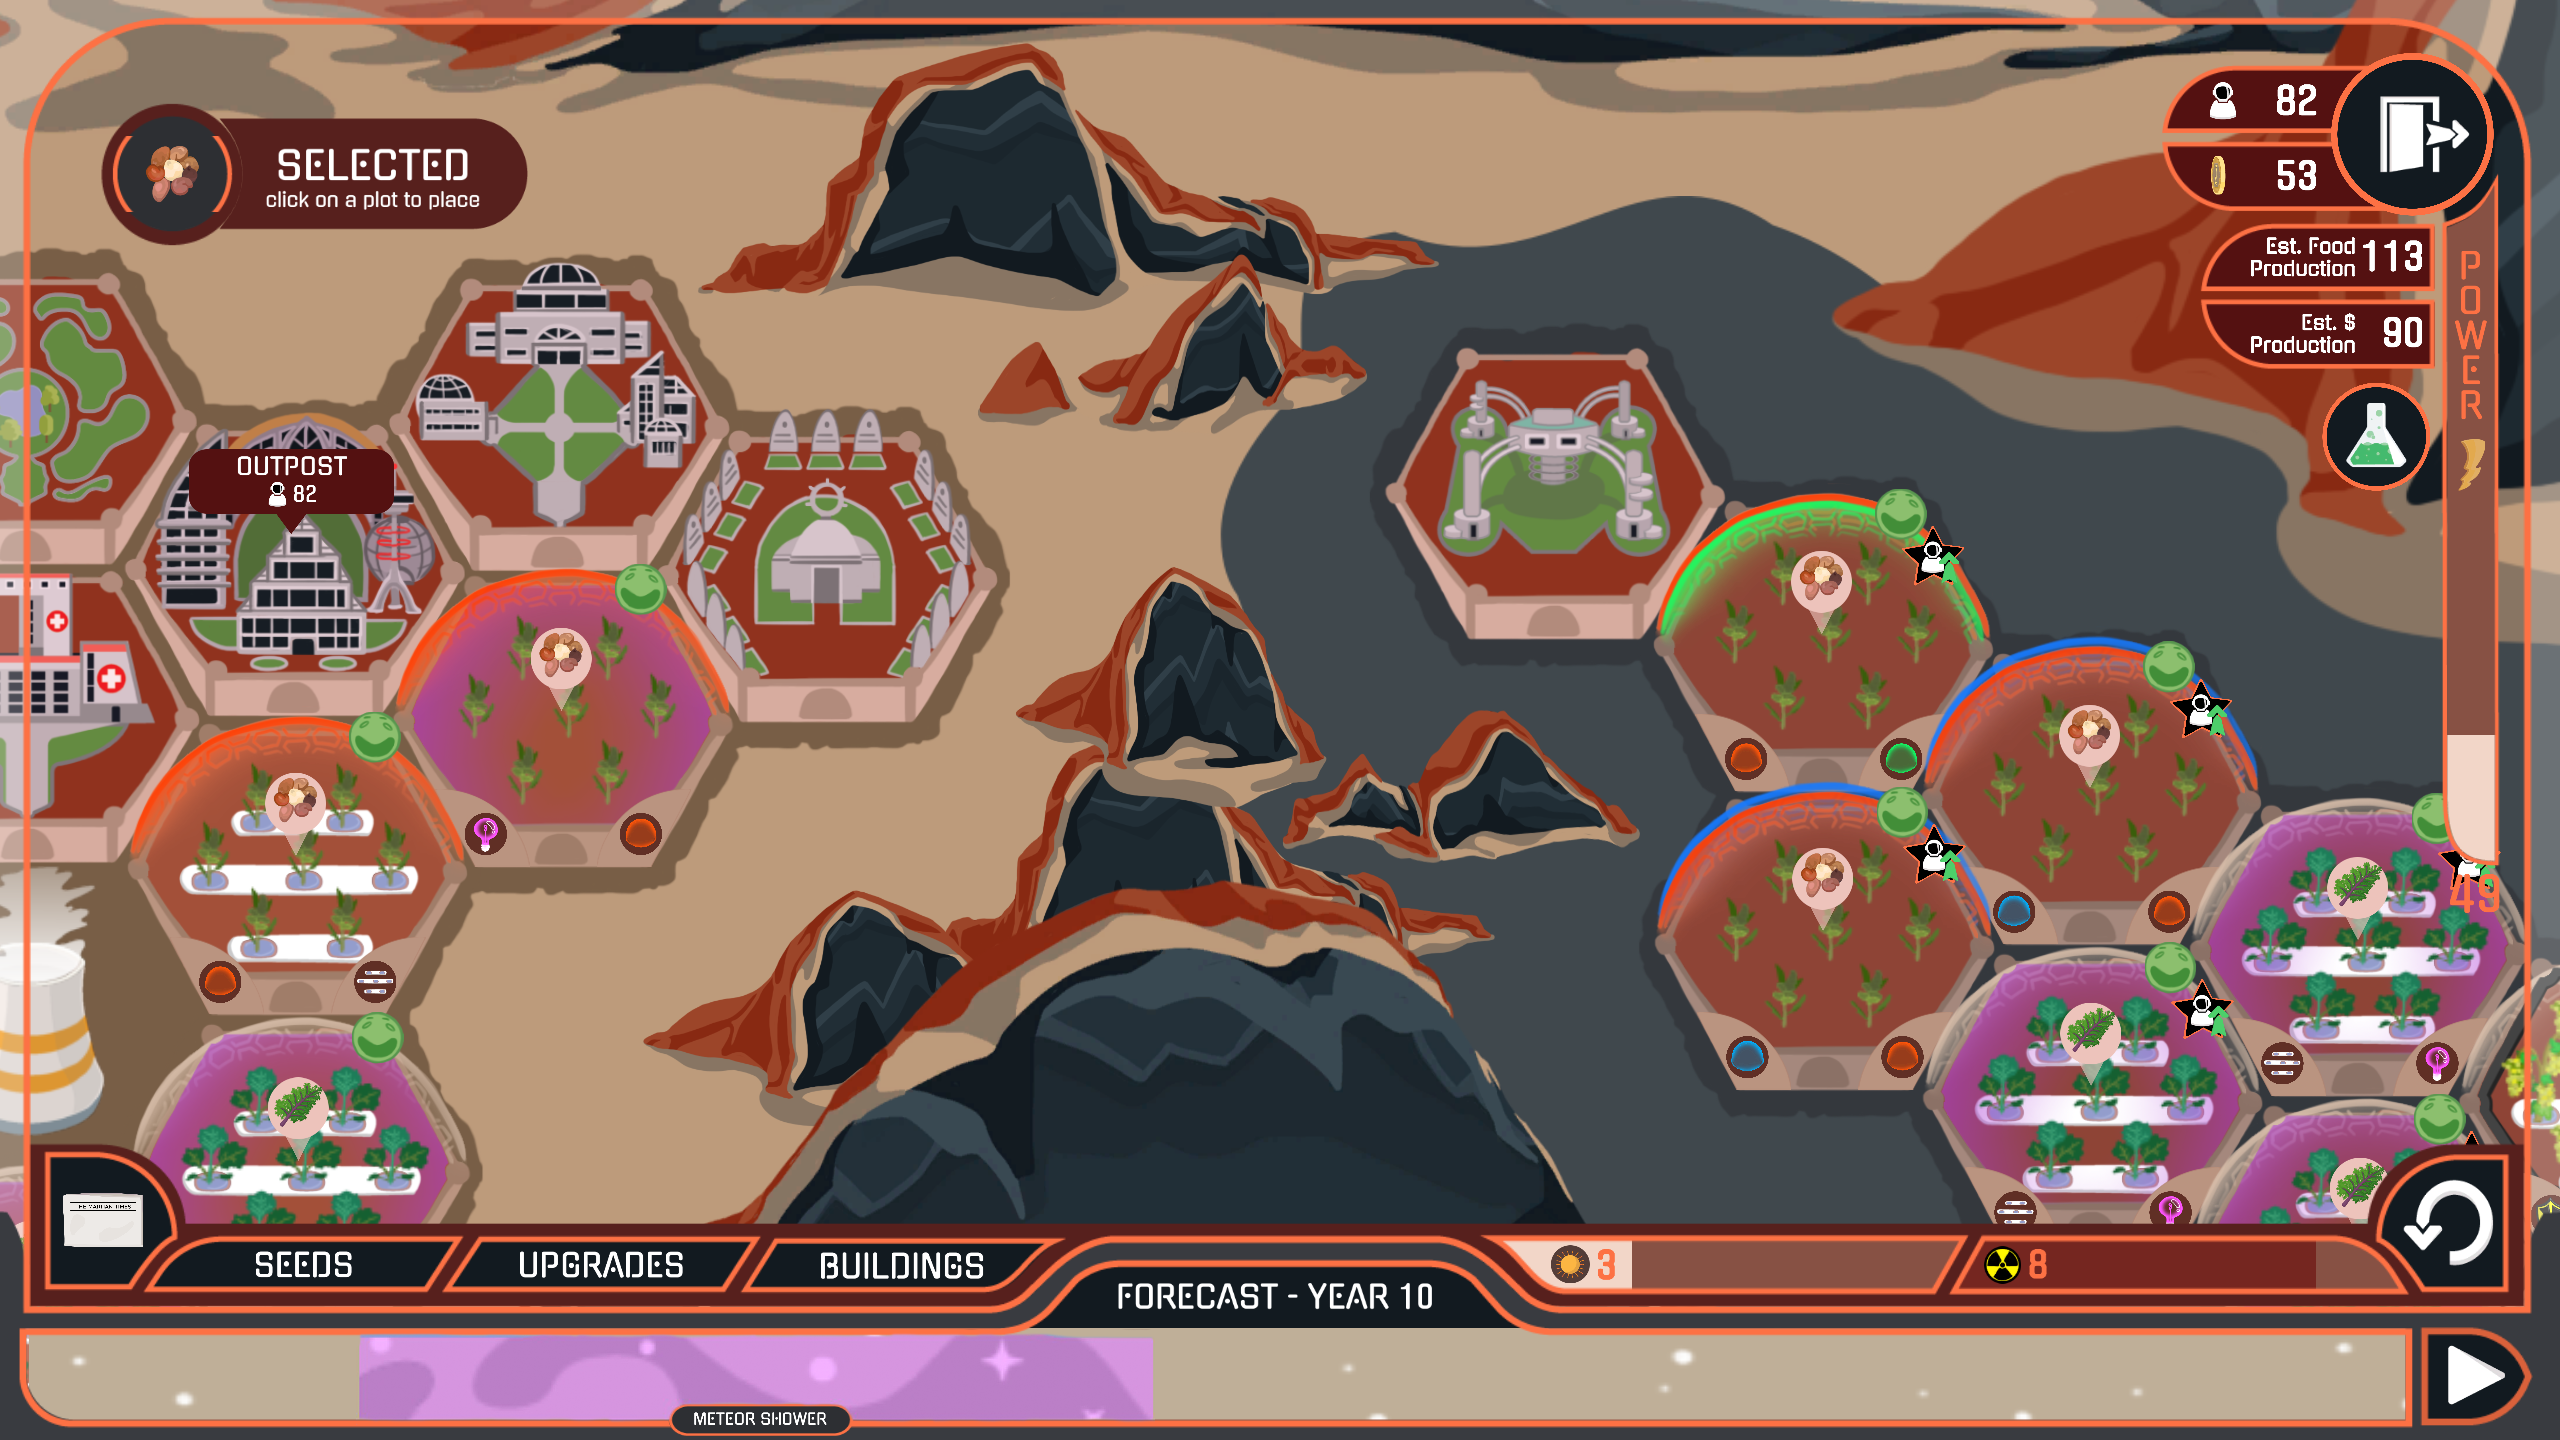 SELECTED
click on a plot to place
82
53
Est. Food
Production 113
Est. $
Production 90
POWER
49
OUTPOST
82
SEEDS
UPGRADES
BUILDINGS
FORECAST - YEAR 10
3
8
METEOR SHOWER